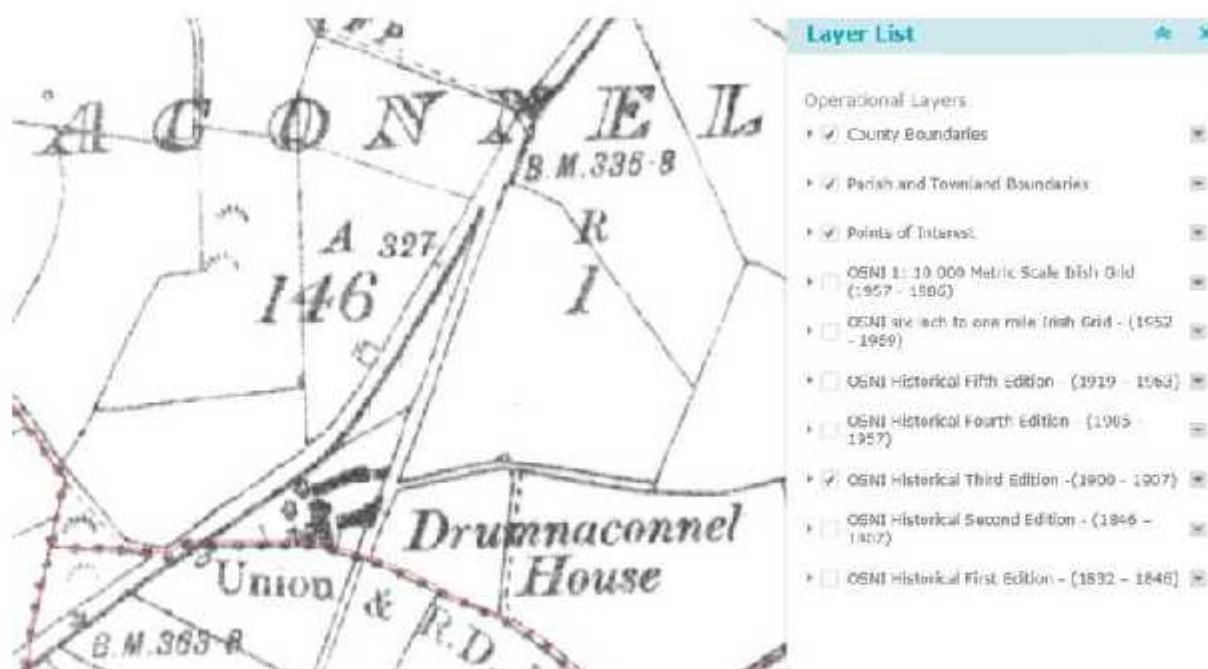 F.P.
A C O N N E L
B.M.336·8
A 327
R
146
I
Drumnaconnel
House
Union & R.D.
B.M.363·8
Layer List
Operational Layers
County Boundaries
Parish and Townland Boundaries
Points of Interest
OSNI 1: 10 000 Metric Scale Irish Grid
(1957 - 1986)
OSNI six inch to one mile Irish Grid - (1952
- 1969)
OSNI Historical Fifth Edition - (1919 - 1963)
OSNI Historical Fourth Edition - (1905 -
1957)
OSNI Historical Third Edition -(1900 - 1907)
OSNI Historical Second Edition - (1846 –
1862)
OSNI Historical First Edition - (1832 – 1846)